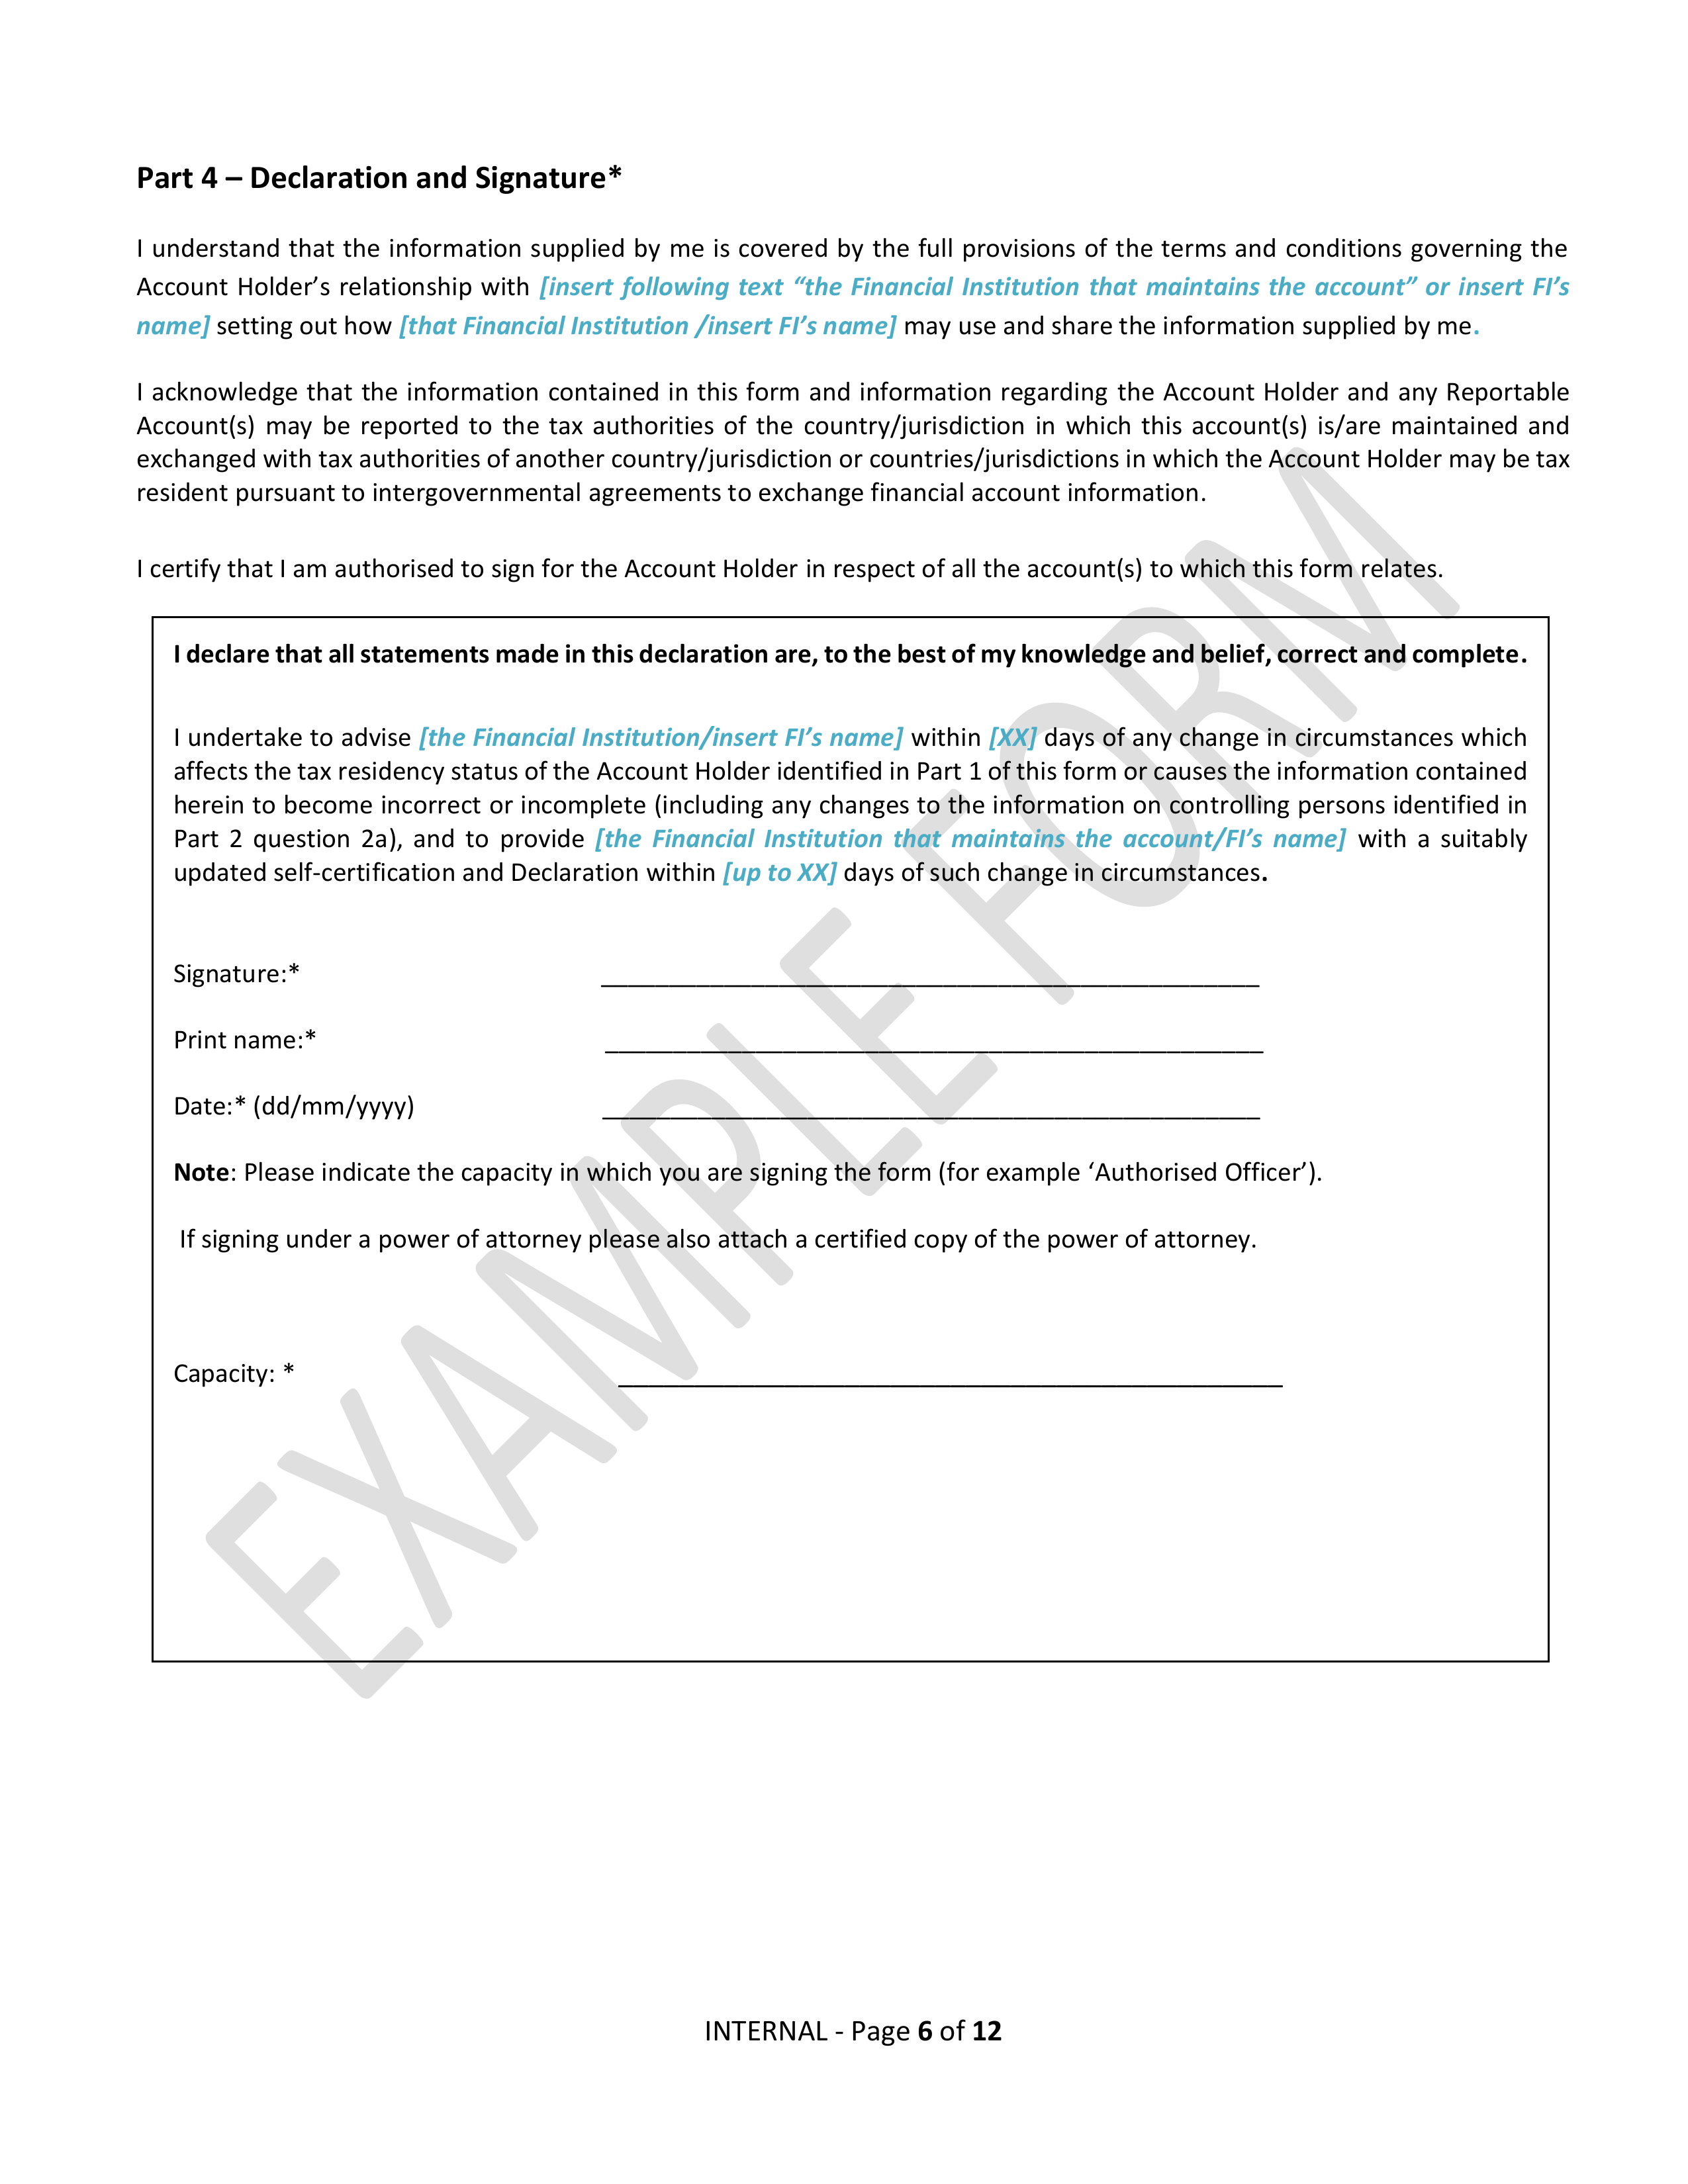 Part 4 – Declaration and Signature*
I understand that the information supplied by me is covered by the full provisions of the terms and conditions governing the
Account Holder’s relationship with [insert following text “the Financial Institution that maintains the account” or insert FI’s
name] setting out how [that Financial Institution /insert FI’s name] may use and share the information supplied by me.
I acknowledge that the information contained in this form and information regarding the Account Holder and any Reportable
Account(s) may be reported to the tax authorities of the country/jurisdiction in which this account(s) is/are maintained and
exchanged with tax authorities of another country/jurisdiction or countries/jurisdictions in which the Account Holder may be tax
resident pursuant to intergovernmental agreements to exchange financial account information.
I certify that I am authorised to sign for the Account Holder in respect of all the account(s) to which this form relates.
I declare that all statements made in this declaration are, to the best of my knowledge and belief, correct and complete.
I undertake to advise [the Financial Institution/insert FI’s name] within [XX] days of any change in circumstances which
affects the tax residency status of the Account Holder identified in Part 1 of this form or causes the information contained
herein to become incorrect or incomplete (including any changes to the information on controlling persons identified in
Part 2 question 2a), and to provide [the Financial Institution that maintains the account/FI’s name] with a suitably
updated self-certification and Declaration within [up to XX] days of such change in circumstances.
Signature:* ________________________________________________
Print name:* ________________________________________________
Date:* (dd/mm/yyyy) ________________________________________________
Note: Please indicate the capacity in which you are signing the form (for example ‘Authorised Officer’).
If signing under a power of attorney please also attach a certified copy of the power of attorney.
Capacity: * ________________________________________________
EXAMPLE FORM
INTERNAL - Page 6 of 12